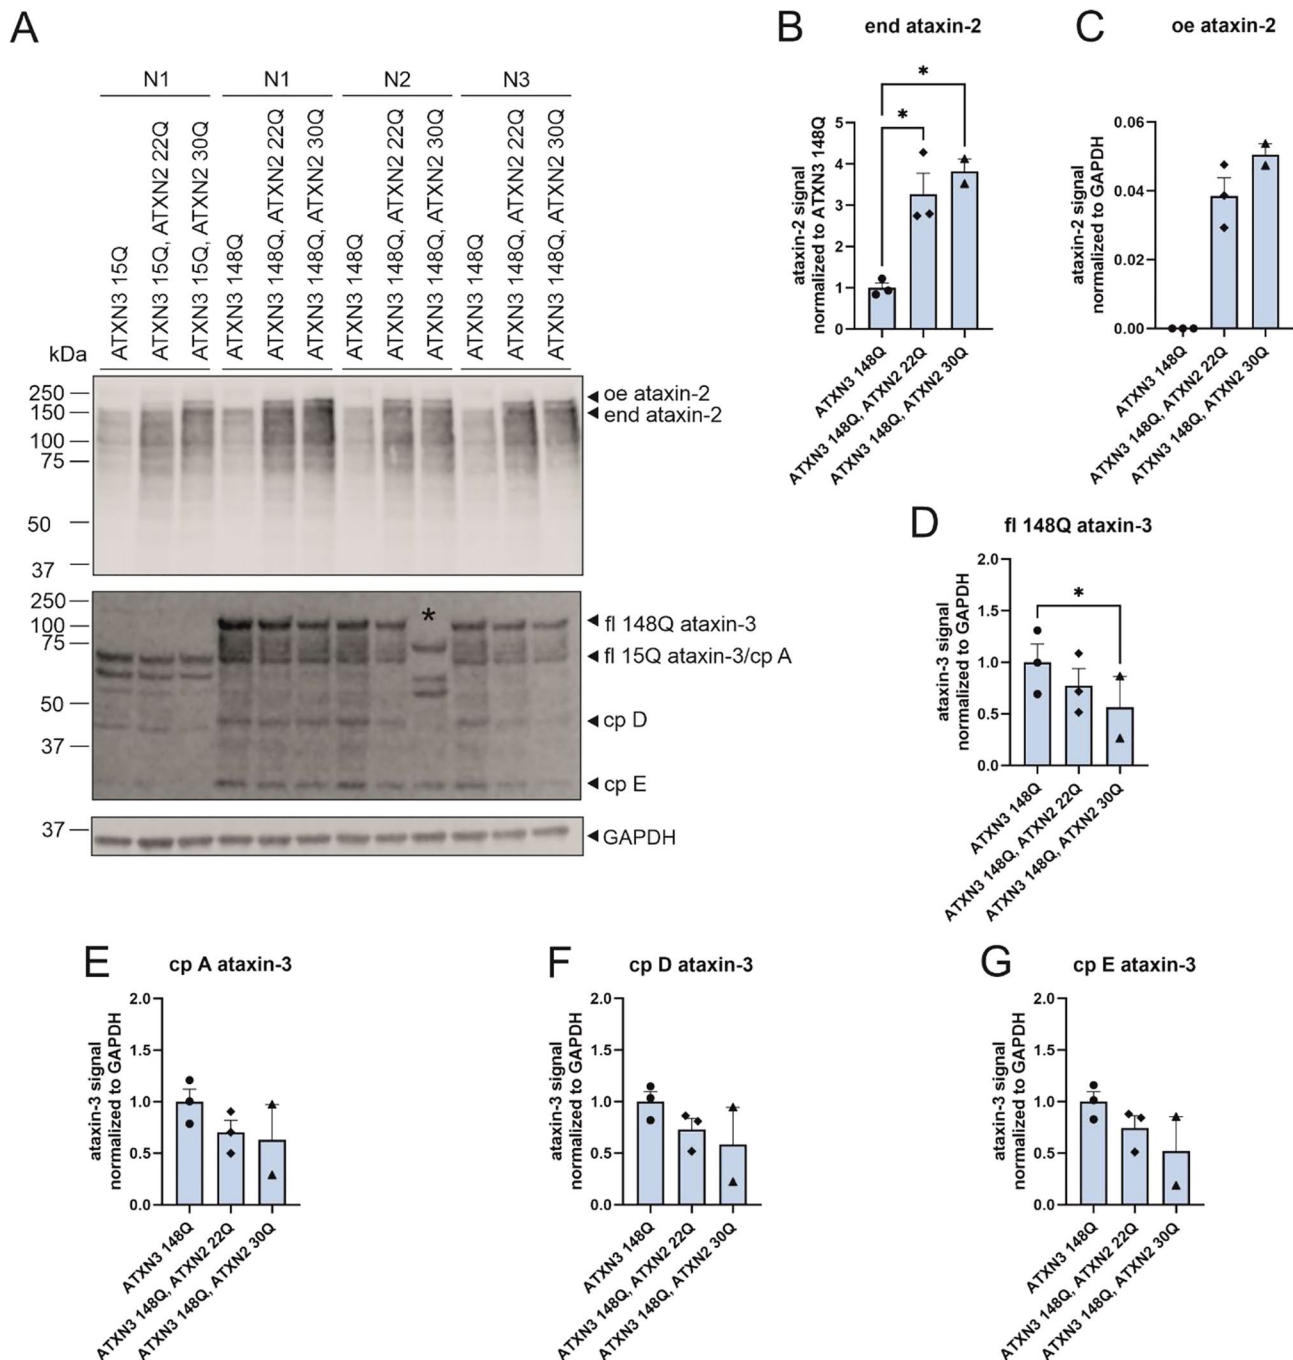 A
N1
N1
N2
N3
ATXN3 15Q
ATXN3 15Q, ATXN2 22Q
ATXN3 15Q, ATXN2 30Q
ATXN3 148Q
ATXN3 148Q, ATXN2 22Q
ATXN3 148Q, ATXN2 30Q
ATXN3 148Q
ATXN3 148Q, ATXN2 22Q
ATXN3 148Q, ATXN2 30Q
ATXN3 148Q
ATXN3 148Q, ATXN2 22Q
ATXN3 148Q, ATXN2 30Q
kDa
250
150
100
75
50
37
oe ataxin-2
end ataxin-2
250
100
75
50
37
*
fl 148Q ataxin-3
fl 15Q ataxin-3/cp A
cp D
cp E
37
GAPDH
B
end ataxin-2
ataxin-2 signal
normalized to ATXN3 148Q
5
4
3
2
1
0
*
*
ATXN3 148Q
ATXN3 148Q, ATXN2 22Q
ATXN3 148Q, ATXN2 30Q
C
oe ataxin-2
ataxin-2 signal
normalized to GAPDH
0.06
0.04
0.02
0.00
ATXN3 148Q
ATXN3 148Q, ATXN2 22Q
ATXN3 148Q, ATXN2 30Q
D
fl 148Q ataxin-3
ataxin-3 signal
normalized to GAPDH
2.0
1.5
1.0
0.5
0.0
*
ATXN3 148Q
ATXN3 148Q, ATXN2 22Q
ATXN3 148Q, ATXN2 30Q
E
cp A ataxin-3
ataxin-3 signal
normalized to GAPDH
2.0
1.5
1.0
0.5
0.0
ATXN3 148Q
ATXN3 148Q, ATXN2 22Q
ATXN3 148Q, ATXN2 30Q
F
cp D ataxin-3
ataxin-3 signal
normalized to GAPDH
2.0
1.5
1.0
0.5
0.0
ATXN3 148Q
ATXN3 148Q, ATXN2 22Q
ATXN3 148Q, ATXN2 30Q
G
cp E ataxin-3
ataxin-3 signal
normalized to GAPDH
2.0
1.5
1.0
0.5
0.0
ATXN3 148Q
ATXN3 148Q, ATXN2 22Q
ATXN3 148Q, ATXN2 30Q